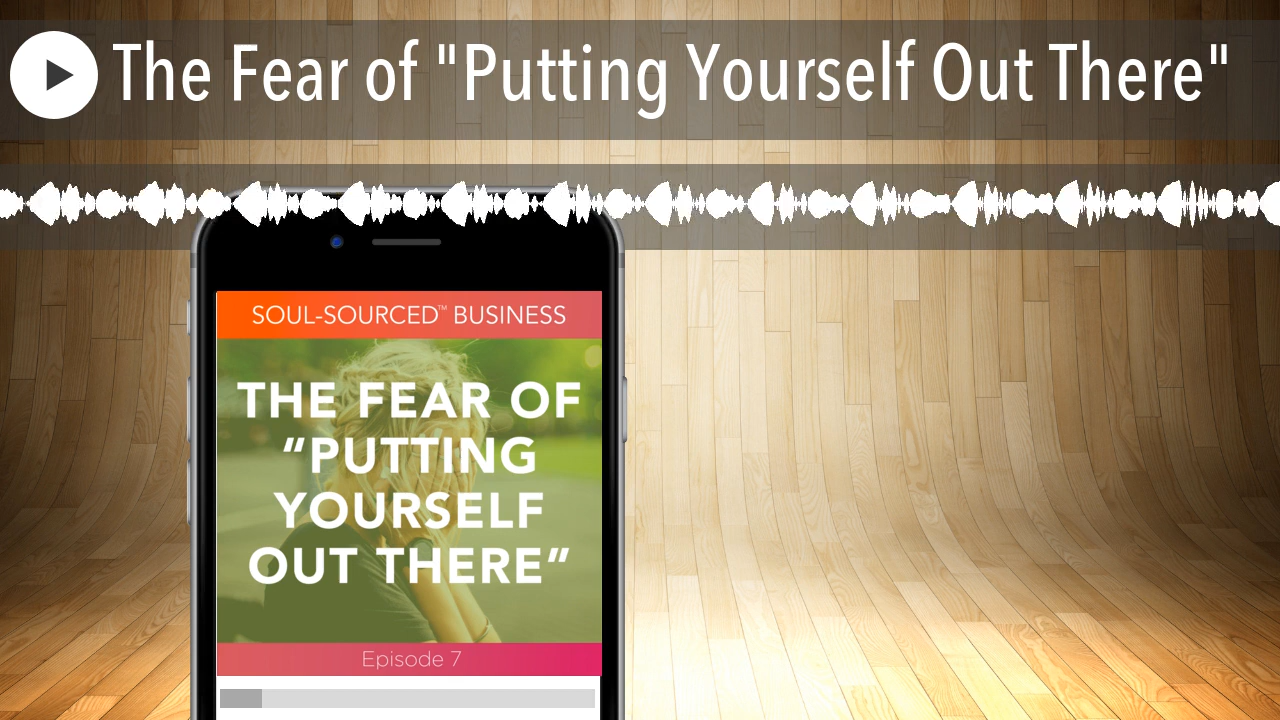 The Fear of "Putting Yourself Out There"
SOUL-SOURCED™ BUSINESS
THE FEAR OF
“PUTTING
YOURSELF
OUT THERE”
Episode 7